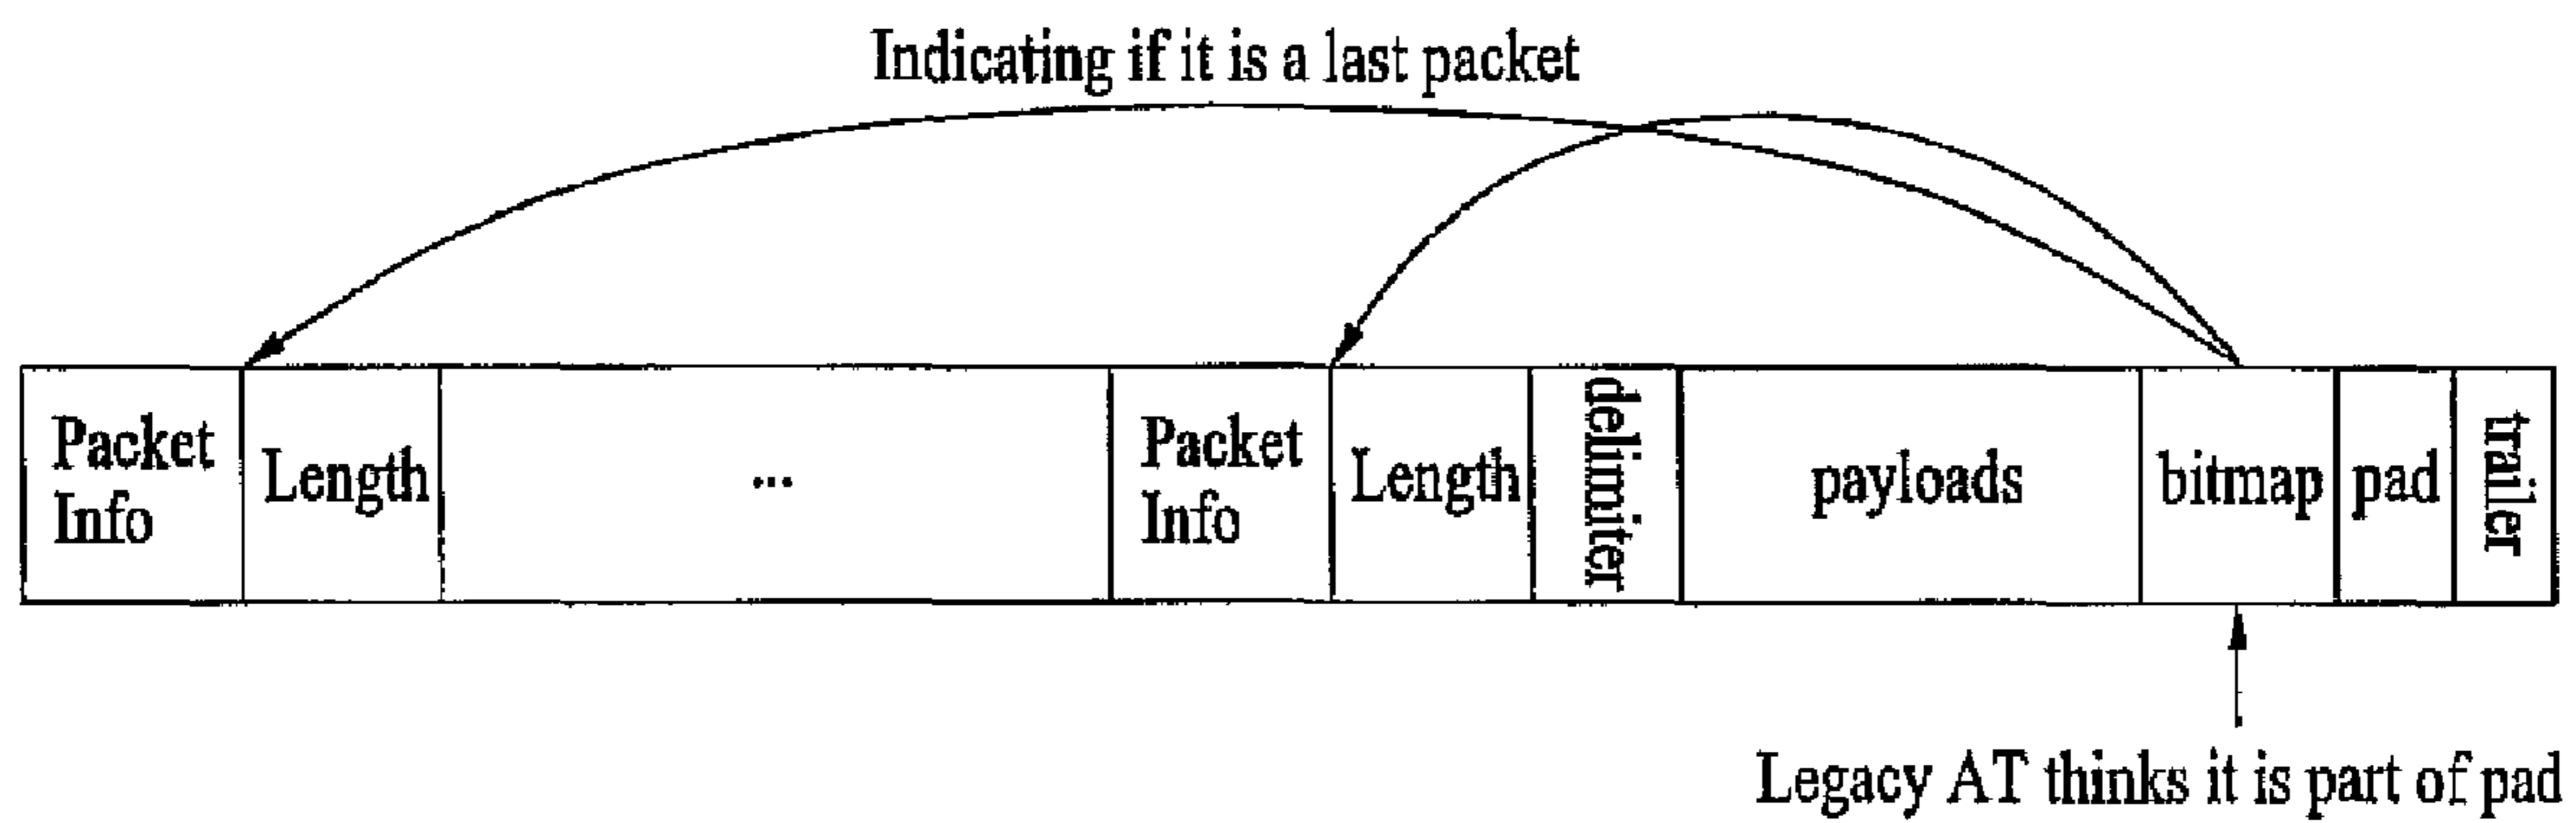 Indicating if it is a last packet
Packet
Info
Length
...
Packet
Info
Length
delimiter
payloads
bitmap
pad
trailer
Legacy AT thinks it is part of pad